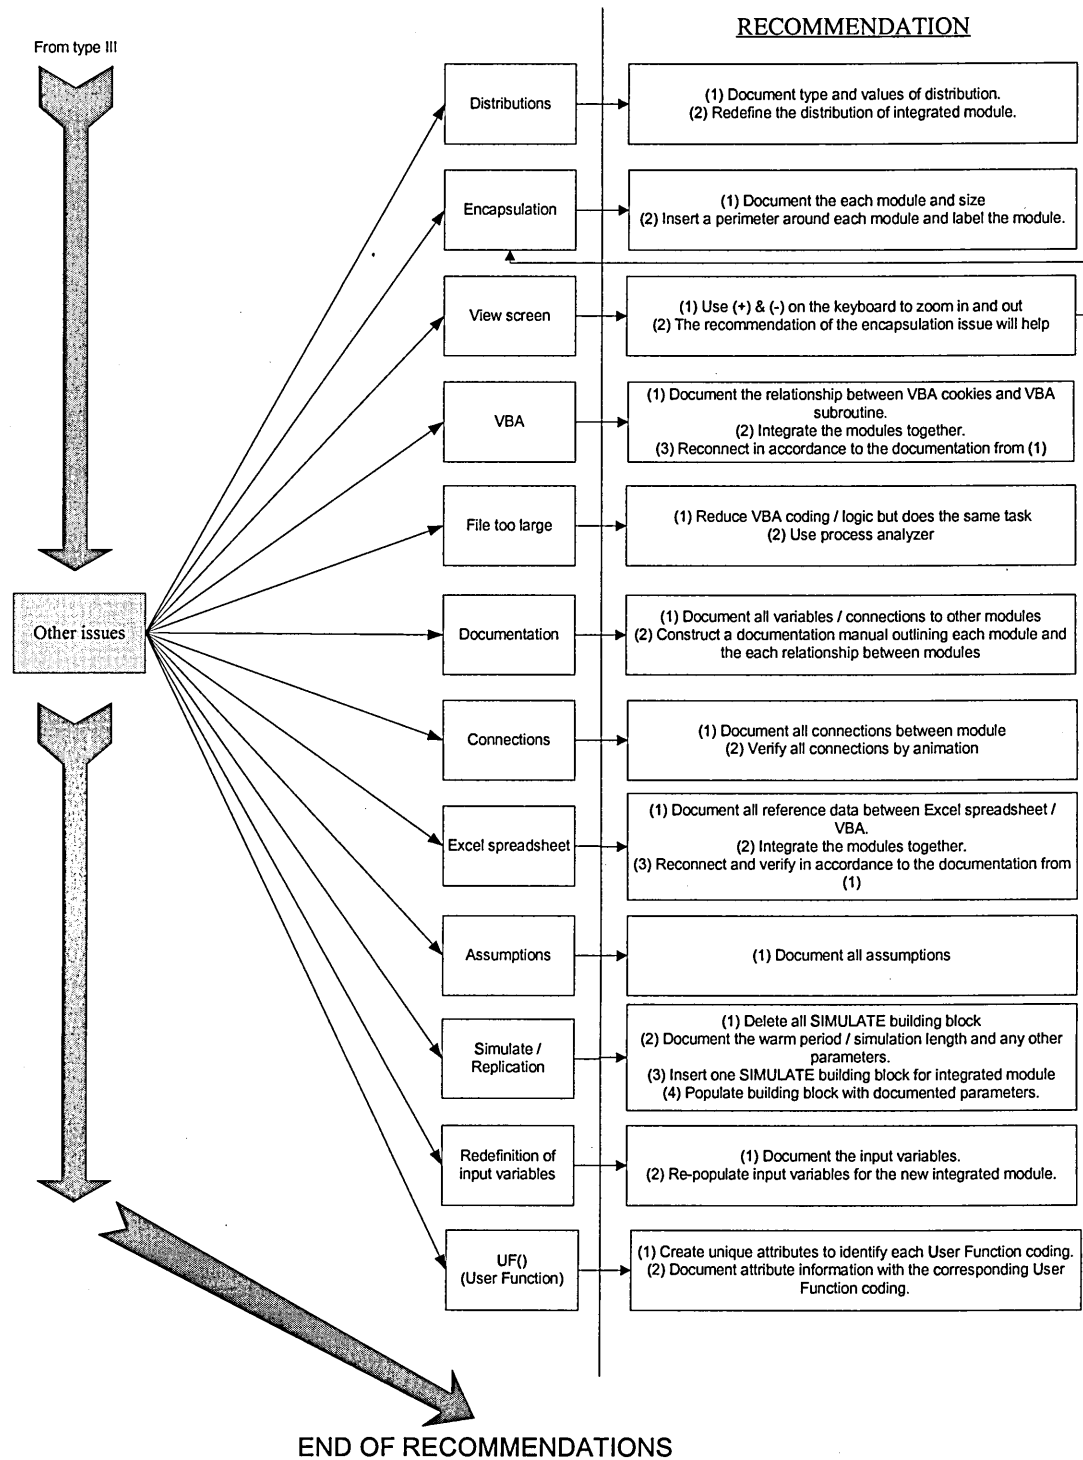 RECOMMENDATION
From type III
Distributions
(1) Document type and values of distribution.
(2) Redefine the distribution of integrated module.
Encapsulation
(1) Document the each module and size
(2) Insert a perimeter around each module and label the module.
View screen
(1) Use (+) & (-) on the keyboard to zoom in and out
(2) The recommendation of the encapsulation issue will help
VBA
(1) Document the relationship between VBA cookies and VBA
subroutine.
(2) Integrate the modules together.
(3) Reconnect in accordance to the documentation from (1)
File too large
(1) Reduce VBA coding / logic but does the same task
(2) Use process analyzer
Other issues
Documentation
(1) Document all variables / connections to other modules
(2) Construct a documentation manual outlining each module and
the each relationship between modules
Connections
(1) Document all connections between module
(2) Verify all connections by animation
Excel spreadsheet
(1) Document all reference data between Excel spreadsheet /
VBA.
(2) Integrate the modules together.
(3) Reconnect and verify in accordance to the documentation from
(1)
Assumptions
(1) Document all assumptions
Simulate /
Replication
(1) Delete all SIMULATE building block
(2) Document the warm period / simulation length and any other
parameters.
(3) Insert one SIMULATE building block for integrated module
(4) Populate building block with documented parameters.
Redefinition of
input variables
(1) Document the input variables.
(2) Re-populate input variables for the new integrated module.
UF()
(User Function)
(1) Create unique attributes to identify each User Function coding.
(2) Document attribute information with the corresponding User
Function coding.
END OF RECOMMENDATIONS